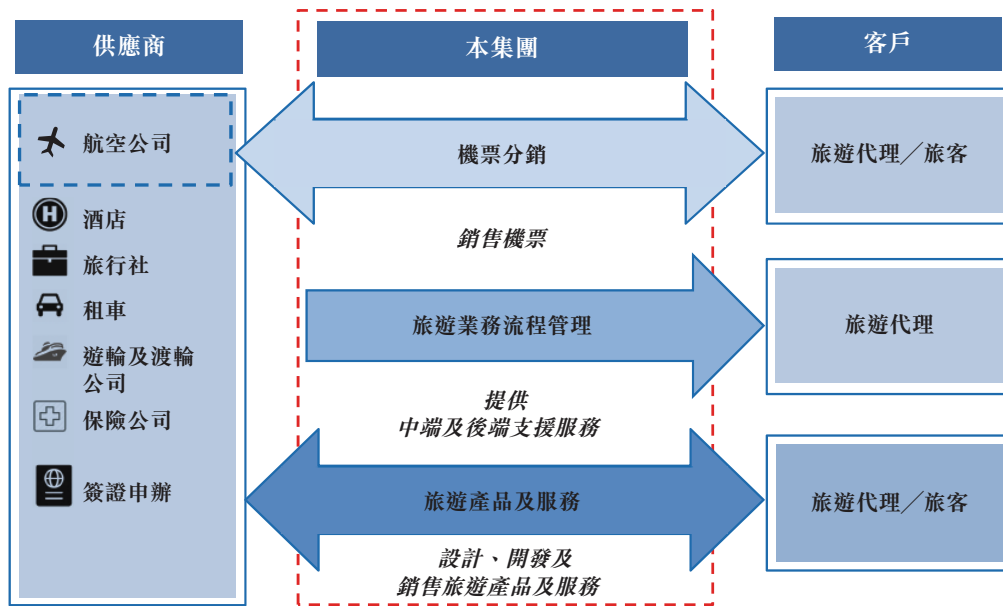 供應商
航空公司
酒店
旅行社
租車
遊輪及渡輪
公司
保險公司
簽證申辦
本集團
機票分銷
銷售機票
旅遊業務流程管理
提供
中端及後端支援服務
旅遊產品及服務
設計、開發及
銷售旅遊產品及服務
客戶
旅遊代理／旅客
旅遊代理
旅遊代理／旅客